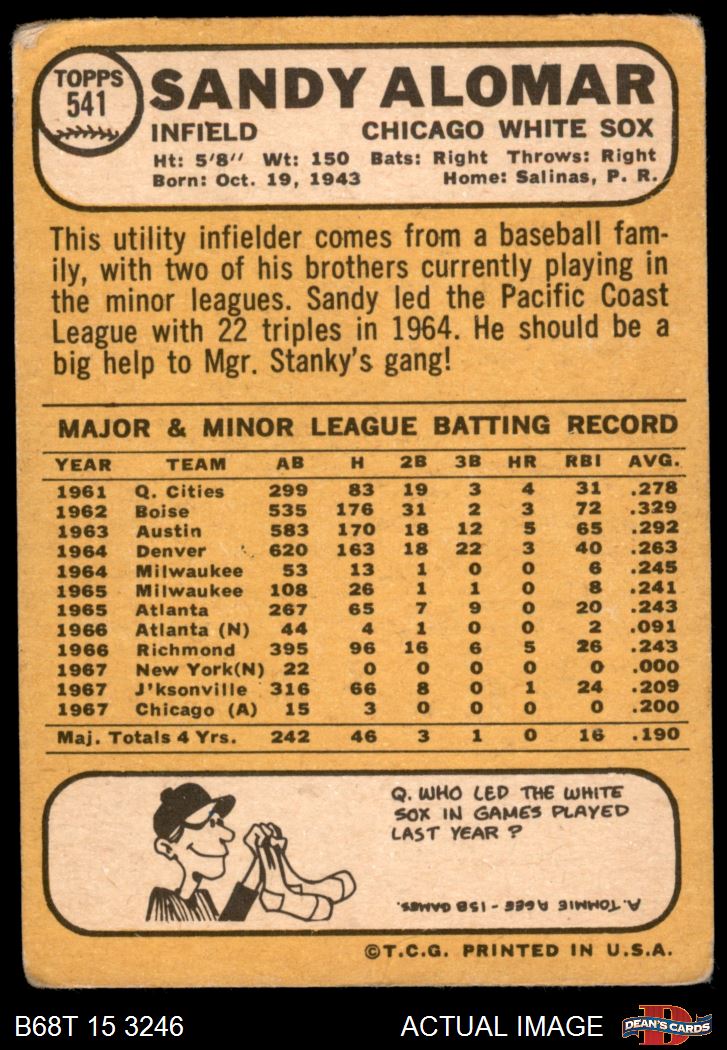 TOPPS
541
SANDY ALOMAR
INFIELD CHICAGO WHITE SOX
Ht: 5'8" Wt: 150 Bats: Right Throws: Right
Born: Oct. 19, 1943 Home: Salinas, P. R.
This utility infielder comes from a baseball fam-
ily, with two of his brothers currently playing in
the minor leagues. Sandy led the Pacific Coast
League with 22 triples in 1964. He should be a
big help to Mgr. Stanky's gang!
MAJOR & MINOR LEAGUE BATTING RECORD
YEAR TEAM AB H 2B 3B HR RBI AVG.
1961 Q. Cities 299 83 19 3 4 31 .278
1962 Boise 535 176 31 2 3 72 .329
1963 Austin 583 170 18 12 5 65 .292
1964 Denver 620 163 18 22 3 40 .263
1964 Milwaukee 53 13 1 0 0 6 .245
1965 Milwaukee 108 26 1 1 0 8 .241
1965 Atlanta 267 65 7 9 0 20 .243
1966 Atlanta (N) 44 4 1 0 0 2 .091
1966 Richmond 395 96 16 6 5 26 .243
1967 New York(N) 22 0 0 0 0 0 .000
1967 J'ksonville 316 66 8 0 1 24 .209
1967 Chicago (A) 15 3 0 0 0 0 .200
Maj. Totals 4 Yrs. 242 46 3 1 0 16 .190
Q. WHO LED THE WHITE
SOX IN GAMES PLAYED
LAST YEAR ?
A. TOMMIE AGEE - 158 GAMES.
©T.C.G. PRINTED IN U.S.A.
B68T 15 3246 ACTUAL IMAGE
D
DEAN'S CARDS